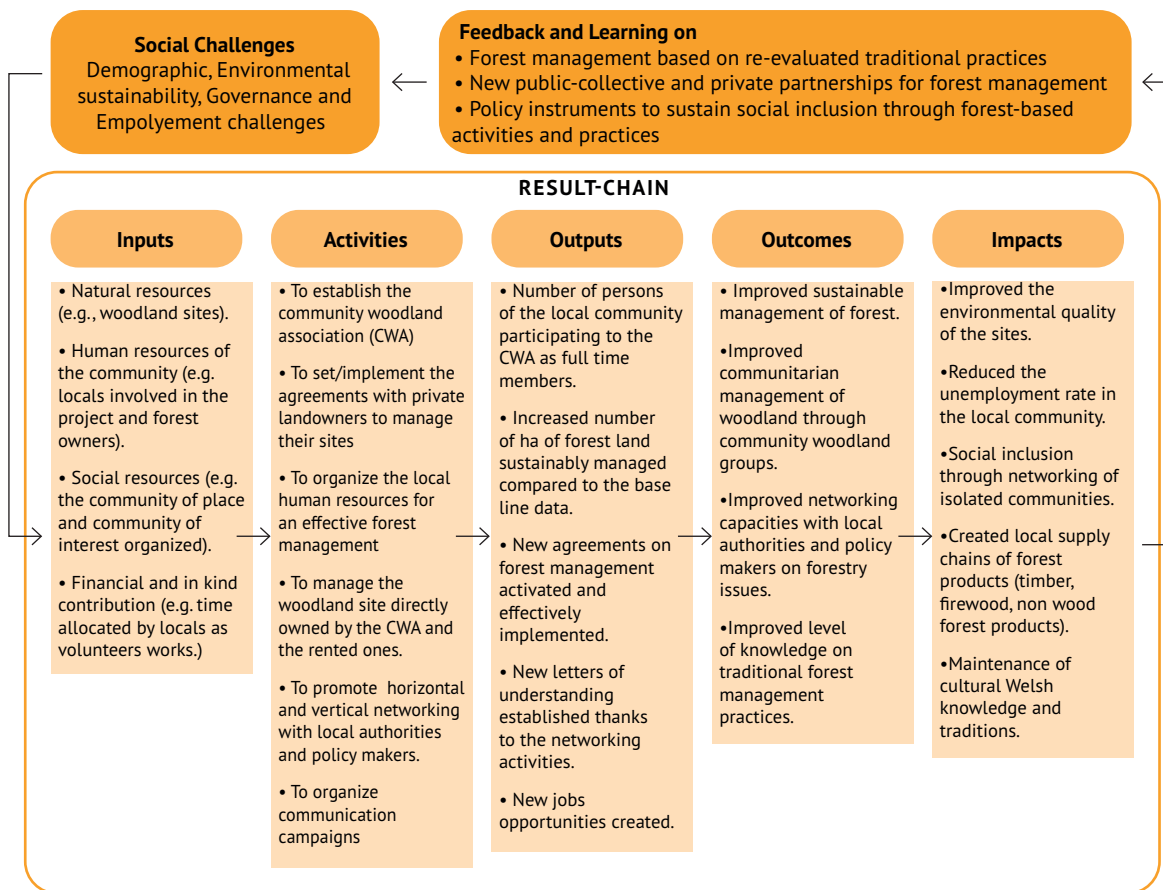 Social Challenges
Demographic, Environmental
sustainability, Governance and
Empolyement challenges
Feedback and Learning on
• Forest management based on re-evaluated traditional practices
• New public-collective and private partnerships for forest management
• Policy instruments to sustain social inclusion through forest-based
activities and practices
RESULT-CHAIN
Inputs
• Natural resources
(e.g., woodland sites).
• Human resources of
the community (e.g.
locals involved in the
project and forest
owners).
• Social resources (e.g.
the community of place
and community of
interest organized).
• Financial and in kind
contribution (e.g. time
allocated by locals as
volunteers works.)
Activities
• To establish the
community woodland
association (CWA)
• To set/implement the
agreements with private
landowners to manage
their sites
• To organize the local
human resources for
an effective forest
management
• To manage the
woodland site directly
owned by the CWA and
the rented ones.
• To promote horizontal
and vertical networking
with local authorities
and policy makers.
• To organize
communication
campaigns
Outputs
• Number of persons
of the local community
participating to the
CWA as full time
members.
• Increased number
of ha of forest land
sustainably managed
compared to the base
line data.
• New agreements on
forest management
activated and
effectively
implemented.
• New letters of
understanding
established thanks
to the networking
activities.
• New jobs
opportunities created.
Outcomes
• Improved sustainable
management of forest.
•Improved
communitarian
management of
woodland through
community woodland
groups.
•Improved networking
capacities with local
authorities and policy
makers on forestry
issues.
•Improved level
of knowledge on
traditional forest
management
practices.
Impacts
•Improved the
environmental quality
of the sites.
•Reduced the
unemployment rate in
the local community.
•Social inclusion
through networking of
isolated communities.
•Created local supply
chains of forest
products (timber,
firewood, non wood
forest products).
•Maintenance of
cultural Welsh
knowledge and
traditions.